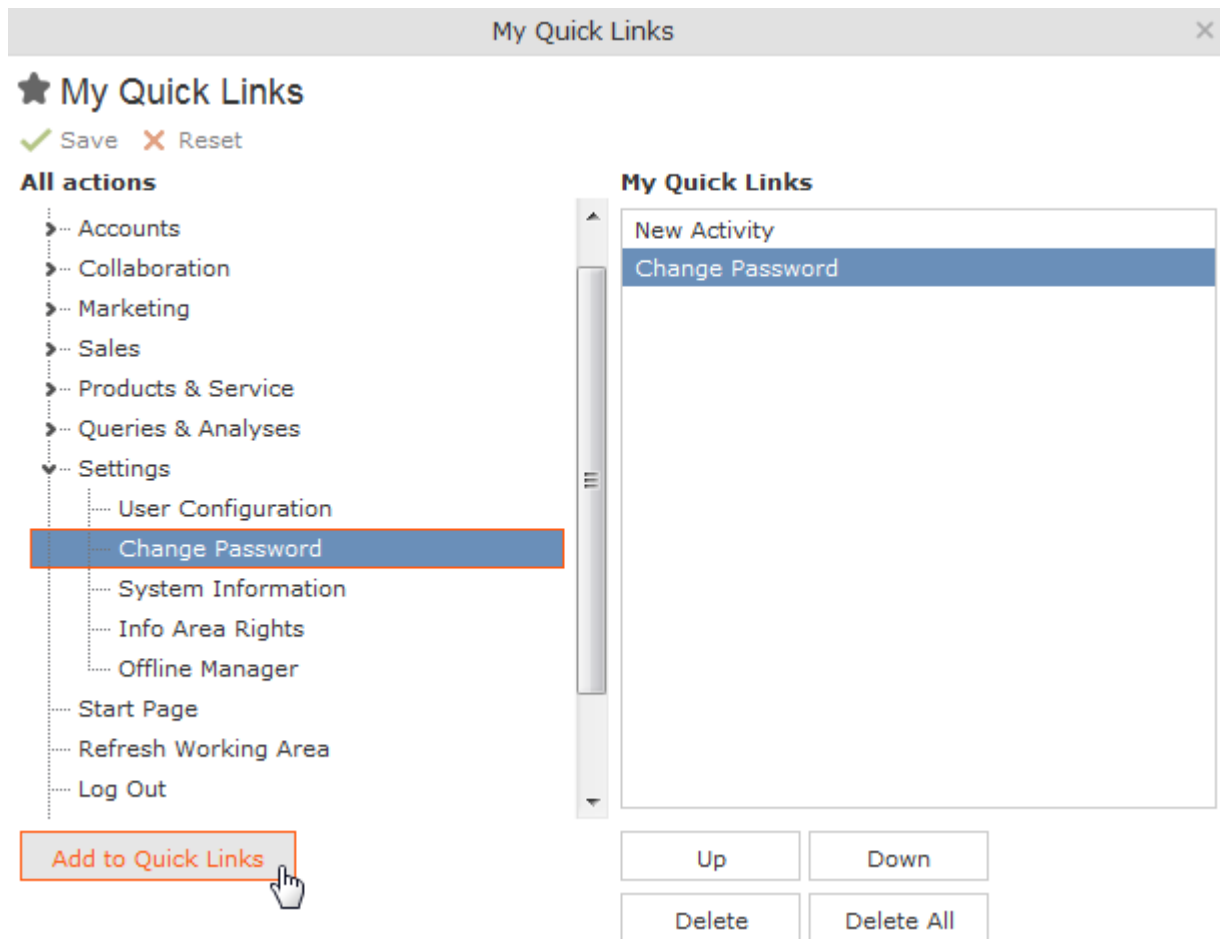 My Quick Links
My Quick Links
Save Reset
All actions
Accounts
Collaboration
Marketing
Sales
Products & Service
Queries & Analyses
Settings
User Configuration
Change Password
System Information
Info Area Rights
Offline Manager
Start Page
Refresh Working Area
Log Out
Add to Quick Links
My Quick Links
New Activity
Change Password
Up Down
Delete Delete All